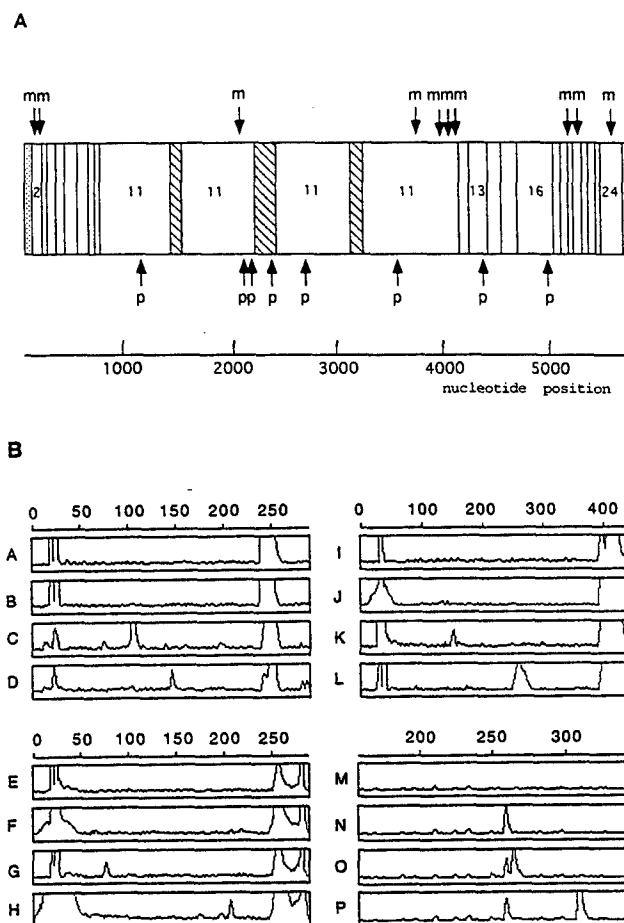 A
mm m m mmm mm m
2 11 11 11 11 13 16 24
p pp p p p p p
1000 2000 3000 4000 5000
nucleotide position
B
0 50 100 150 200 250
A
B
C
D
0 50 100 150 200 250
E
F
G
H
0 100 200 300 400
I
J
K
L
200 250 300
M
N
O
P